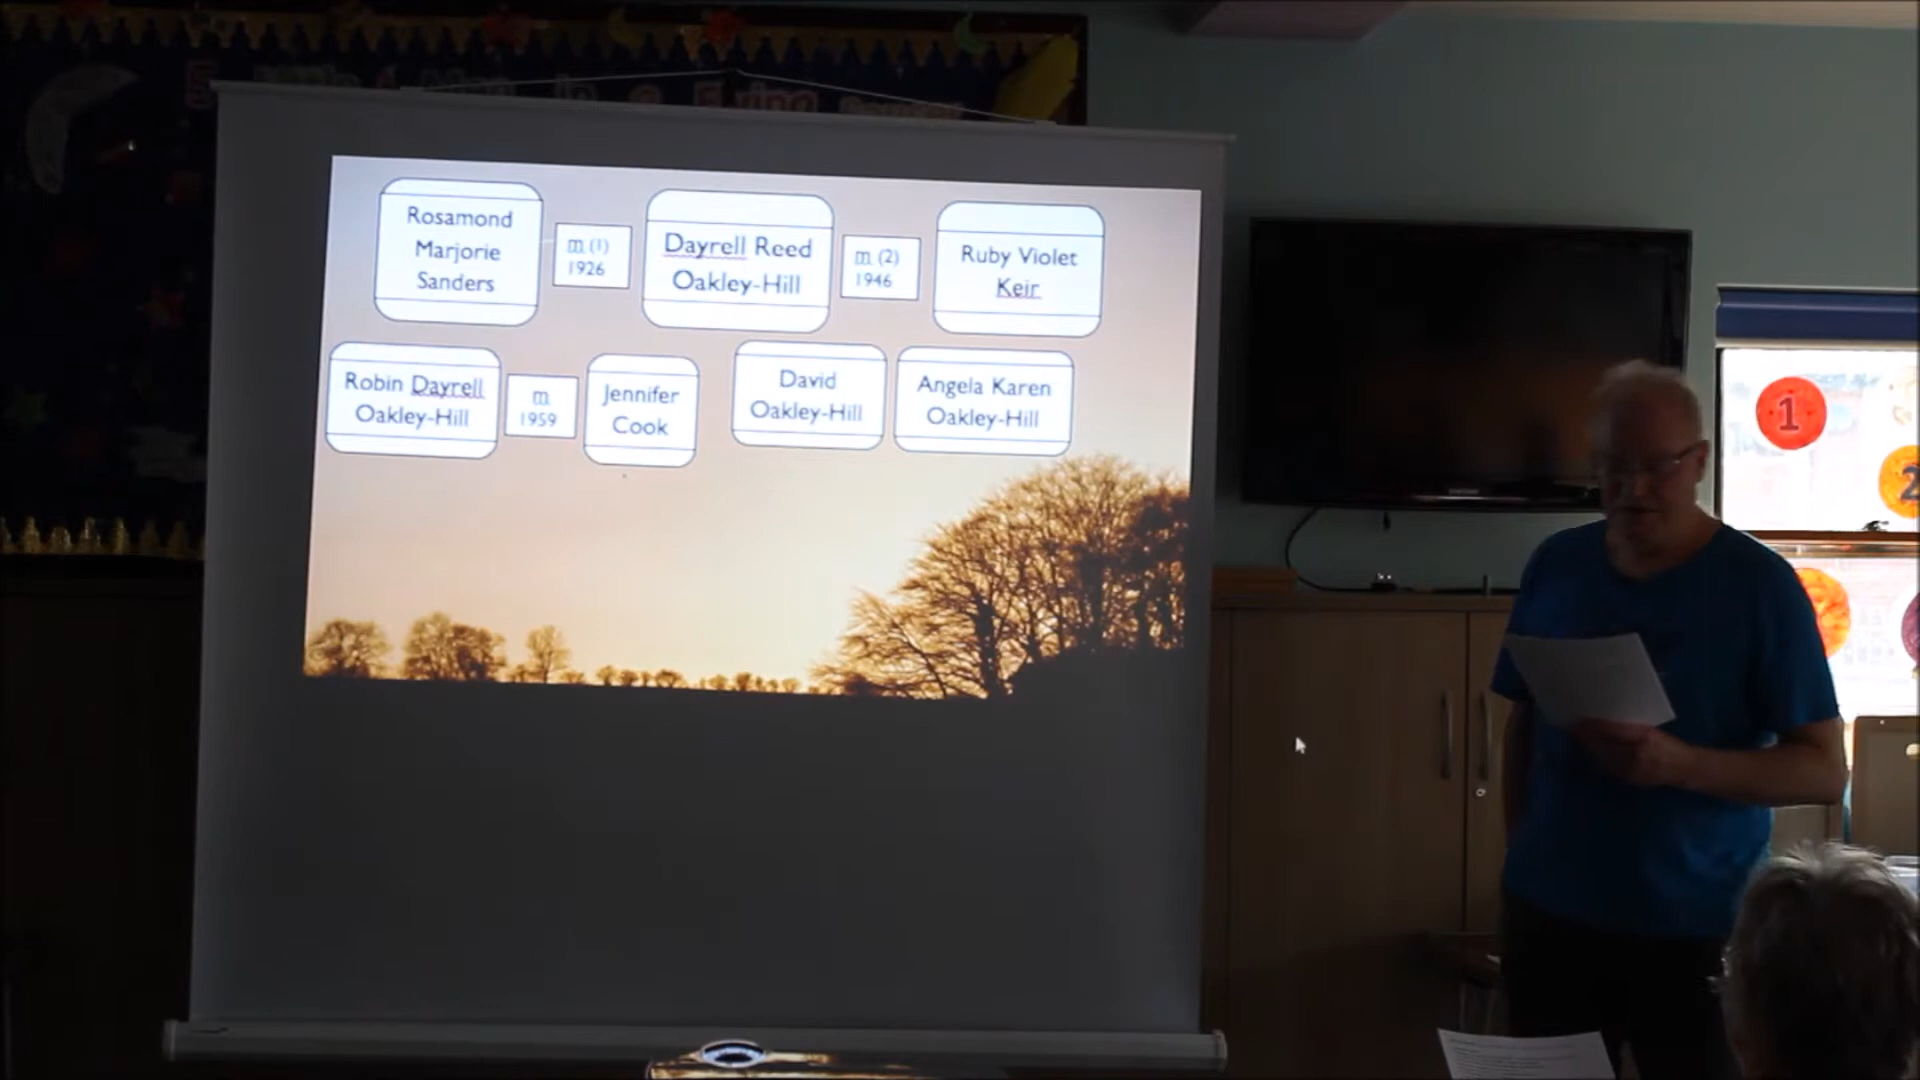 Rosamond
Marjorie
Sanders
m (1)
1926
Dayrell Reed
Oakley-Hill
m (2)
1946
Ruby Violet
Keir
Robin Dayrell
Oakley-Hill
m
1959
Jennifer
Cook
David
Oakley-Hill
Angela Karen
Oakley-Hill
1
2